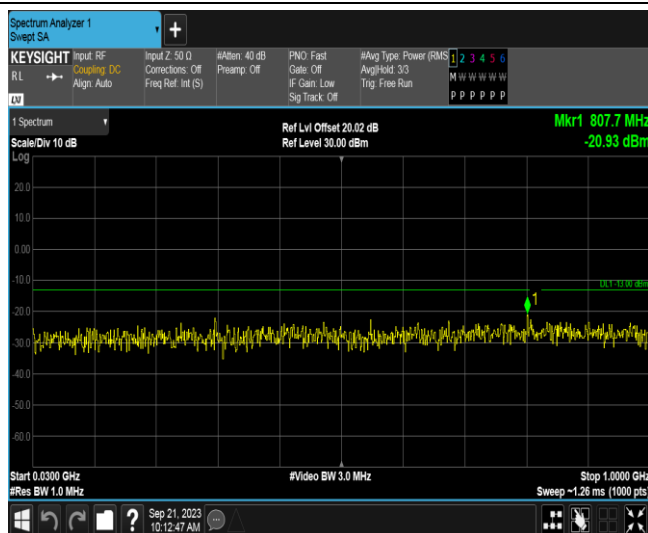 Spectrum Analyzer 1
Swept SA
+
KEYSIGHT
RL
LXI
Input: RF
Coupling: DC
Align: Auto
Input Z: 50 Ω
Corrections: Off
Freq Ref: Int (S)
#Atten: 40 dB
Preamp: Off
PNO: Fast
Gate: Off
IF Gain: Low
Sig Track: Off
#Avg Type: Power (RMS
Avg|Hold: 3/3
Trig: Free Run
1 2 3 4 5 6
M W W W W W
P P P P P P
1 Spectrum
Scale/Div 10 dB
Log
Ref Lvl Offset 20.02 dB
Ref Level 30.00 dBm
Mkr1 807.7 MHz
-20.93 dBm
20.0
10.0
0.00
-10.0
DL1 -13.00 dBm
1
-20.0
-30.0
-40.0
-50.0
-60.0
Start 0.0300 GHz
#Res BW 1.0 MHz
#Video BW 3.0 MHz
Stop 1.0000 GHz
Sweep ~1.26 ms (1000 pts)
?
Sep 21, 2023
10:12:47 AM